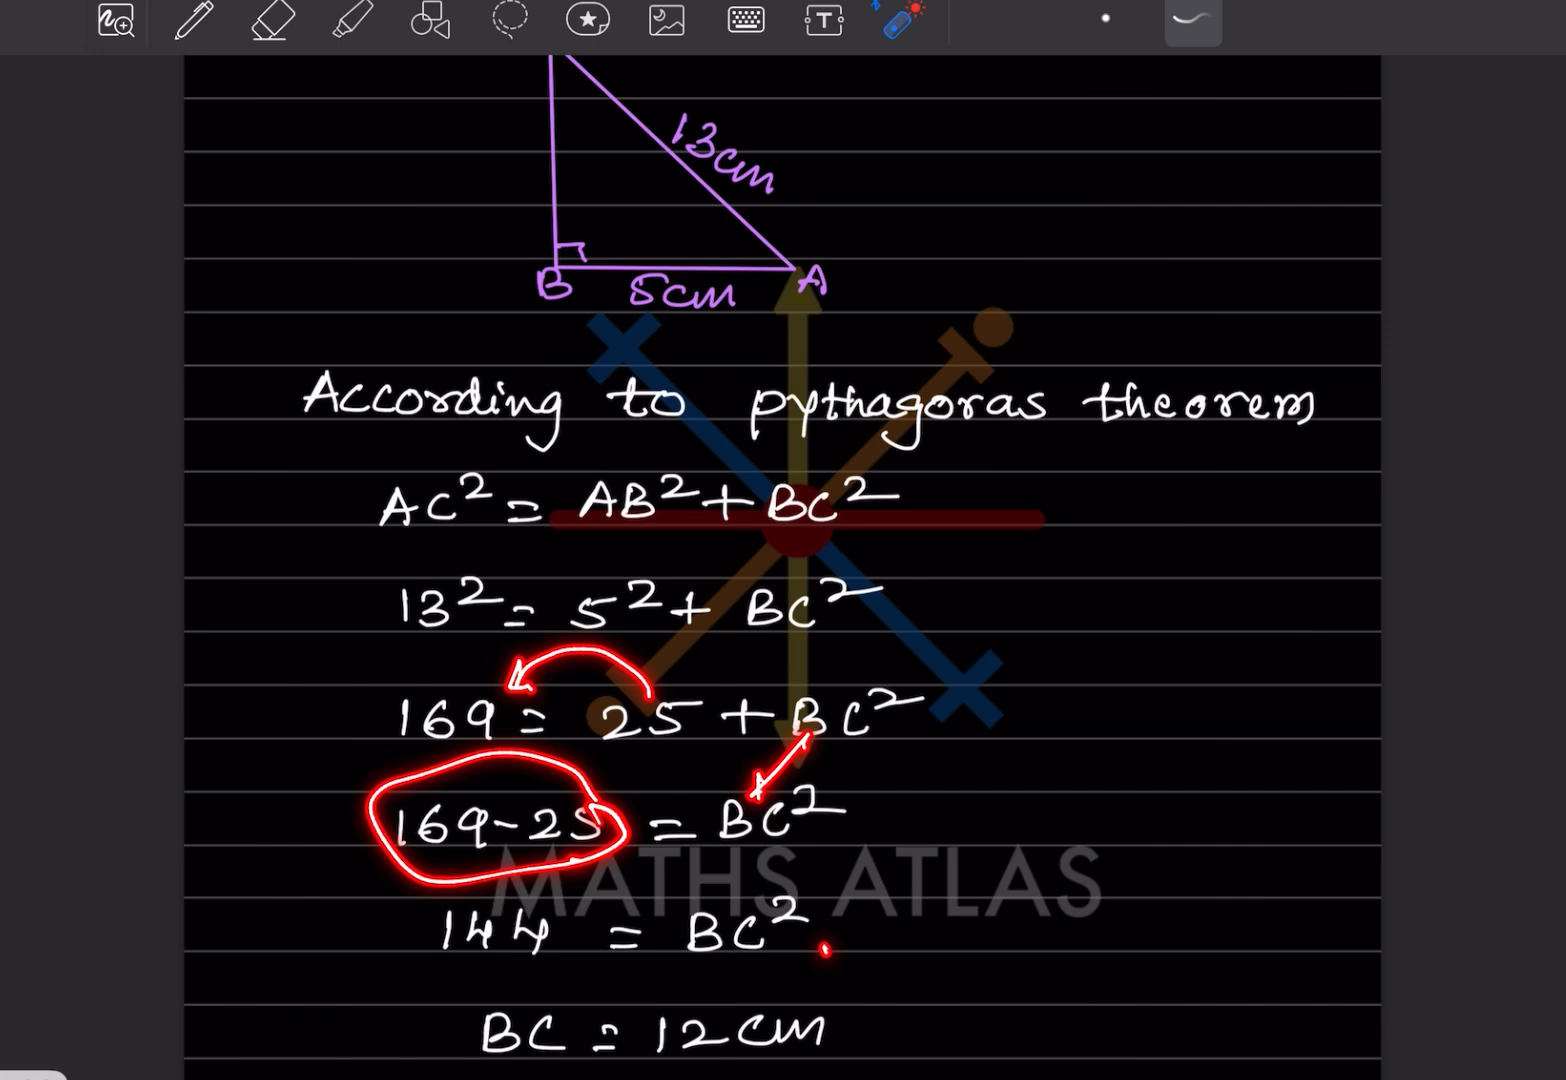 13cm
B 5cm A
According to pythagoras theorem
AC² = AB² + BC²
13² = 5² + BC²
169 = 25 + BC²
169-25 = BC²
144 = BC²
MATHS ATLAS
BC = 12cm